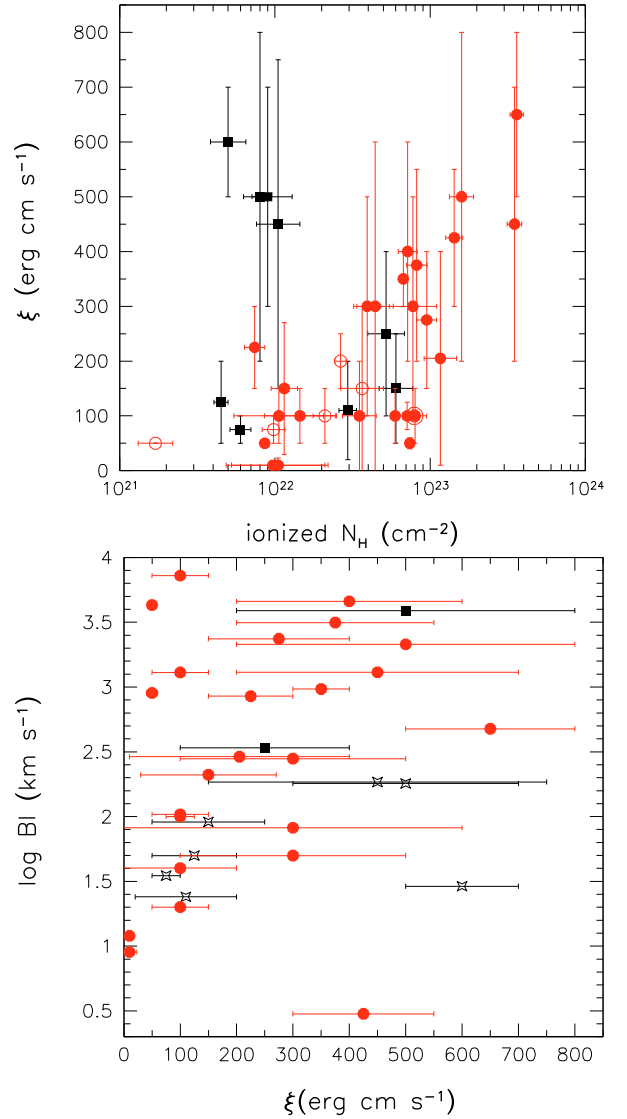 800
700
600
500
400
300
200
100
0
ξ (erg cm s⁻¹)
10²¹ 10²² 10²³ 10²⁴
ionized N_H (cm⁻²)
4
3.5
3
2.5
2
1.5
1
0.5
log BI (km s⁻¹)
0 100 200 300 400 500 600 700 800
ξ(erg cm s⁻¹)